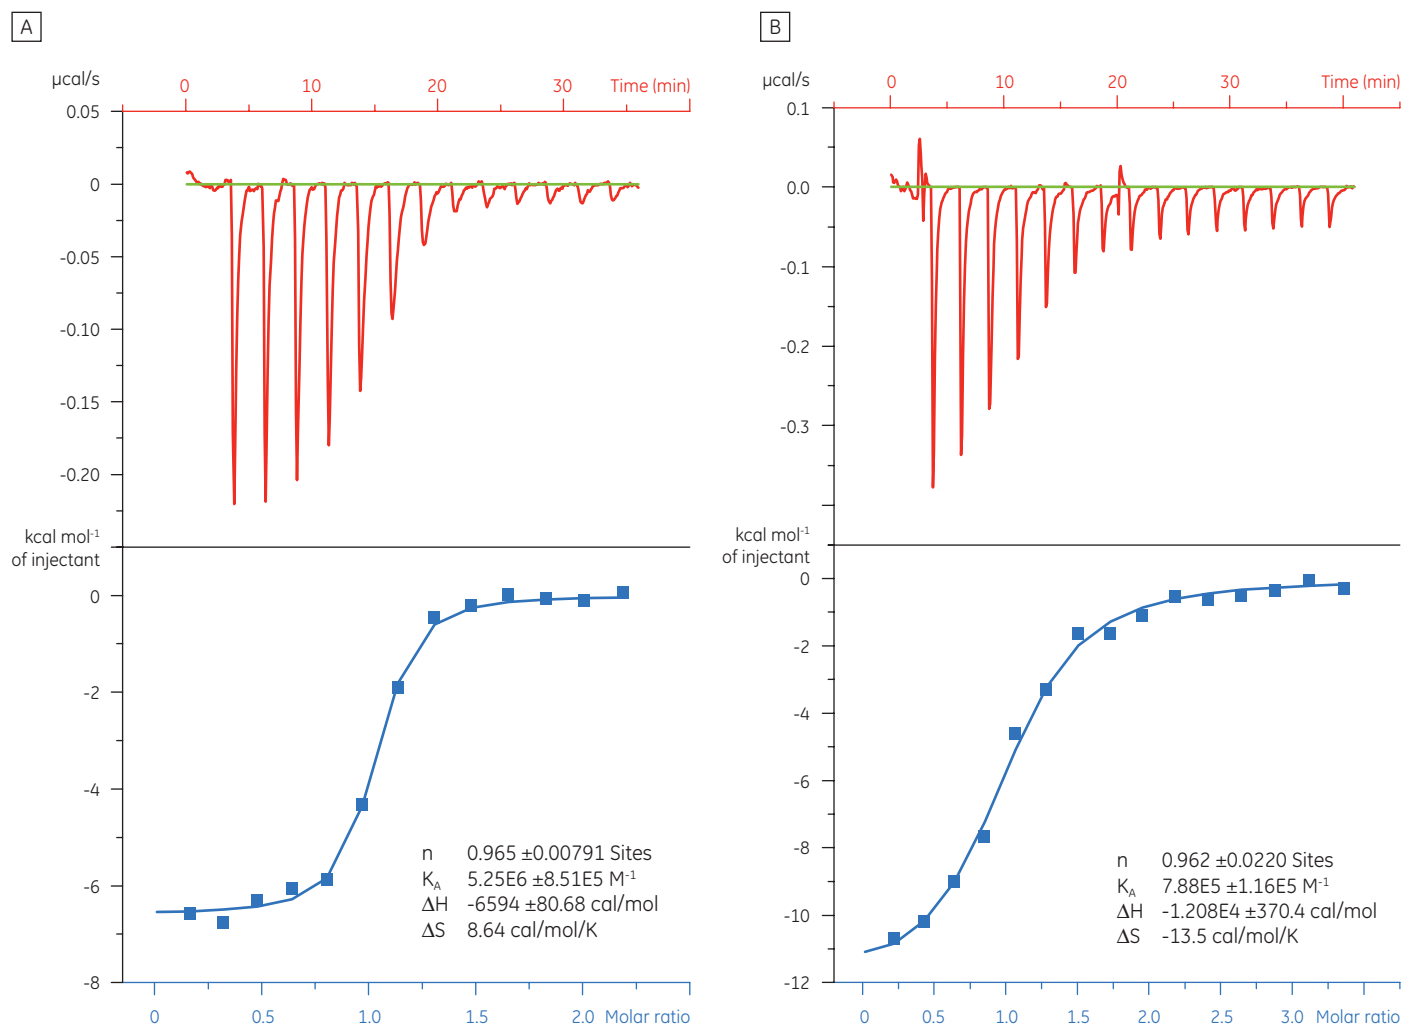 A
µcal/s
0 10 20 30 Time (min)
0.05
0
-0.05
-0.10
-0.15
-0.20
kcal mol-1
of injectant
0
-2
-4
-6
-8
n 0.965 ±0.00791 Sites
KA 5.25E6 ±8.51E5 M-1
ΔH -6594 ±80.68 cal/mol
ΔS 8.64 cal/mol/K
0 0.5 1.0 1.5 2.0 Molar ratio
B
µcal/s
0 10 20 30 Time (min)
0.1
0.0
-0.1
-0.2
-0.3
kcal mol-1
of injectant
0
-2
-4
-6
-8
-10
-12
n 0.962 ±0.0220 Sites
KA 7.88E5 ±1.16E5 M-1
ΔH -1.208E4 ±370.4 cal/mol
ΔS -13.5 cal/mol/K
0 0.5 1.0 1.5 2.0 2.5 3.0 Molar ratio